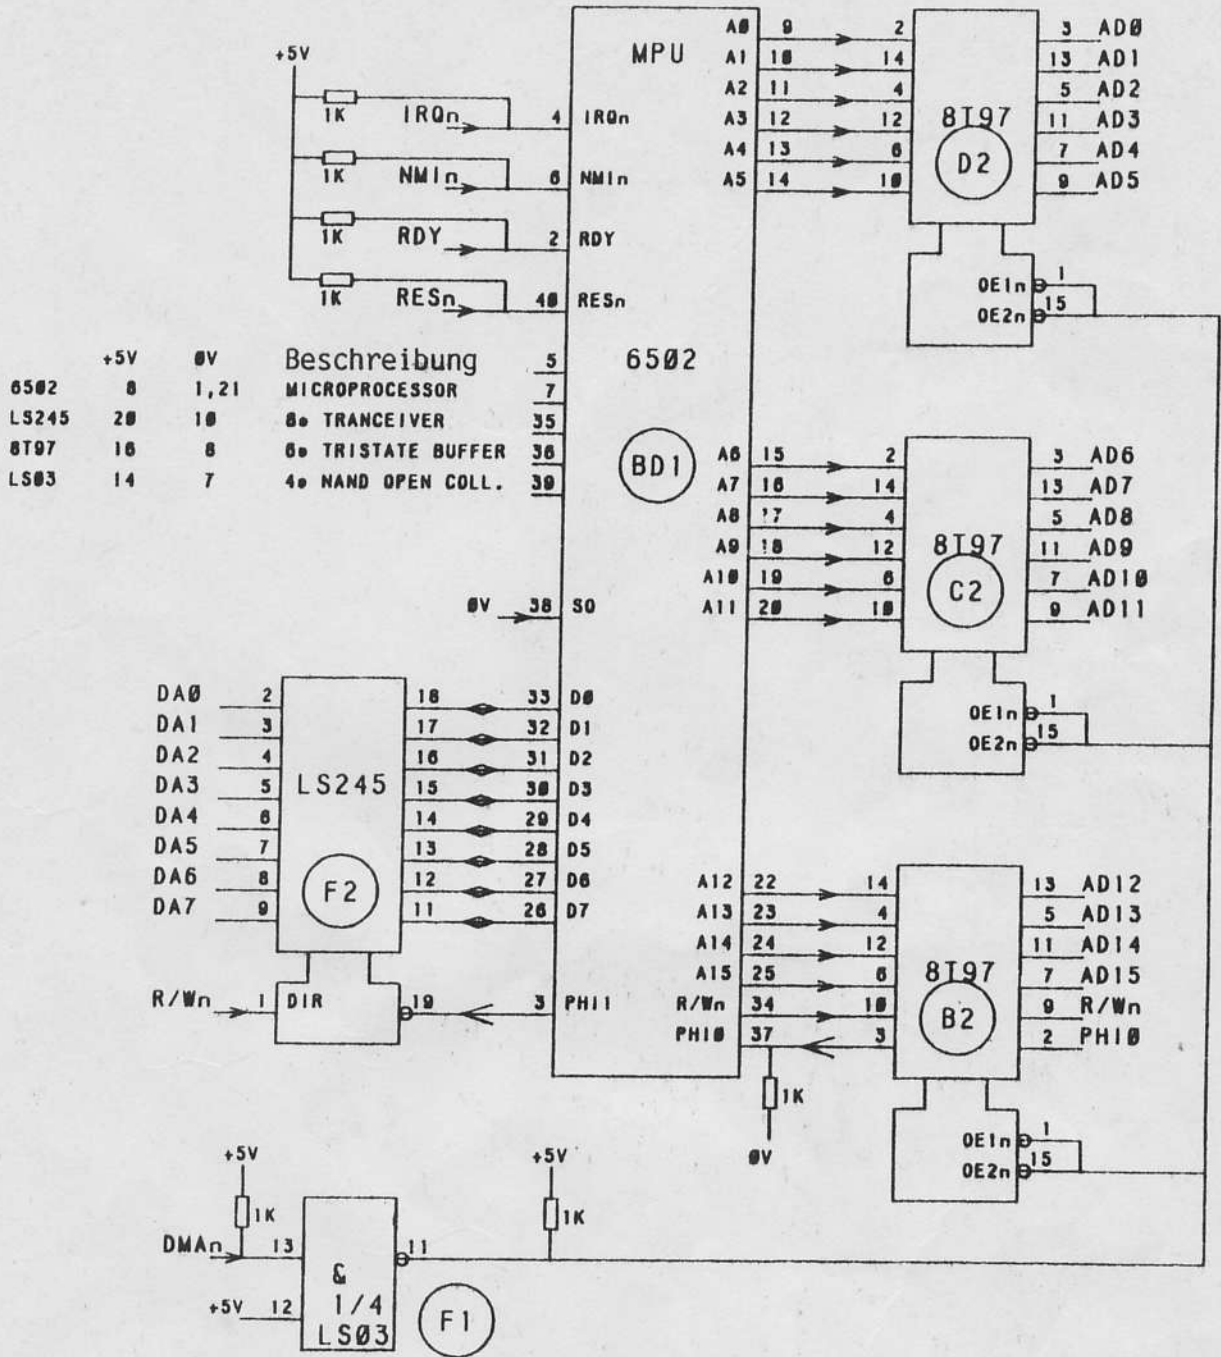 MPU
6502
BD1
+5V
1K
IRQn 4 IRQn
1K
NMIn 6 NMIn
1K
RDY 2 RDY
1K
RESn 40 RESn
+5V 0V Beschreibung
6502 8 1,21 MICROPROCESSOR
LS245 20 10 8* TRANCEIVER
8T97 16 8 6* TRISTATE BUFFER
LS03 14 7 4* NAND OPEN COLL.
5
7
35
36
39
0V 38 SO
A0 9 2 3 AD0
A1 10 14 13 AD1
A2 11 4 5 AD2
A3 12 12 11 AD3
A4 13 6 7 AD4
A5 14 10 9 AD5
8T97
D2
OE1n 1
OE2n 15
A6 15 2 3 AD6
A7 16 14 13 AD7
A8 17 4 5 AD8
A9 18 12 11 AD9
A10 19 6 7 AD10
A11 20 10 9 AD11
8T97
C2
OE1n 1
OE2n 15
DA0 2 18 33 D0
DA1 3 17 32 D1
DA2 4 16 31 D2
DA3 5 15 30 D3
DA4 6 14 29 D4
DA5 7 13 28 D5
DA6 8 12 27 D6
DA7 9 11 26 D7
LS245
F2
R/Wn 1 DIR 19 3 PHI1
A12 22 14 13 AD12
A13 23 4 5 AD13
A14 24 12 11 AD14
A15 25 6 7 AD15
R/Wn 34 10 9 R/Wn
PHI0 37 3 2 PHI0
8T97
B2
1K
0V
OE1n 1
OE2n 15
+5V
1K
DMAn 13 11
+5V 12
&
1/4
LS03
F1
+5V
1K